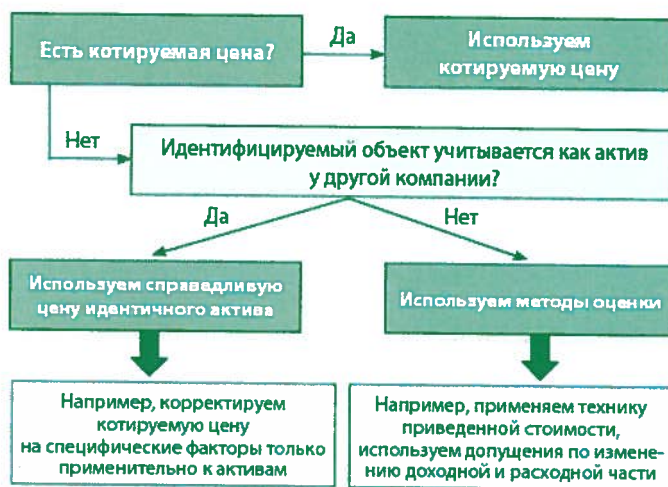 Есть котируемая цена?
Да
Используем
котируемую цену
Нет
Идентифицируемый объект учитывается как актив
у другой компании?
Да
Нет
Используем справедливую
цену идентичного актива
Используем методы оценки
Например, корректируем
котируемую цену
на специфические факторы только
применительно к активам
Например, применяем технику
приведенной стоимости,
используем допущения по измене-
нию доходной и расходной части